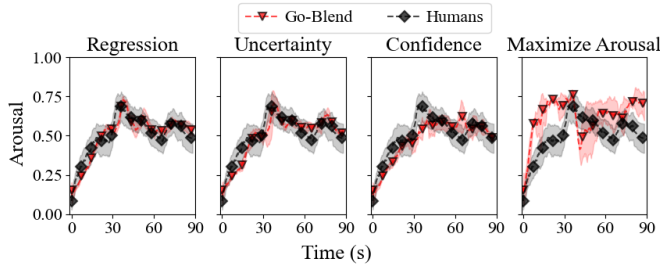 Go-Blend Humans
Regression Uncertainty Confidence Maximize Arousal
Arousal
1.00
0.75
0.50
0.25
0.00
0 30 60 90 0 30 60 90 0 30 60 90 0 30 60 90
Time (s)